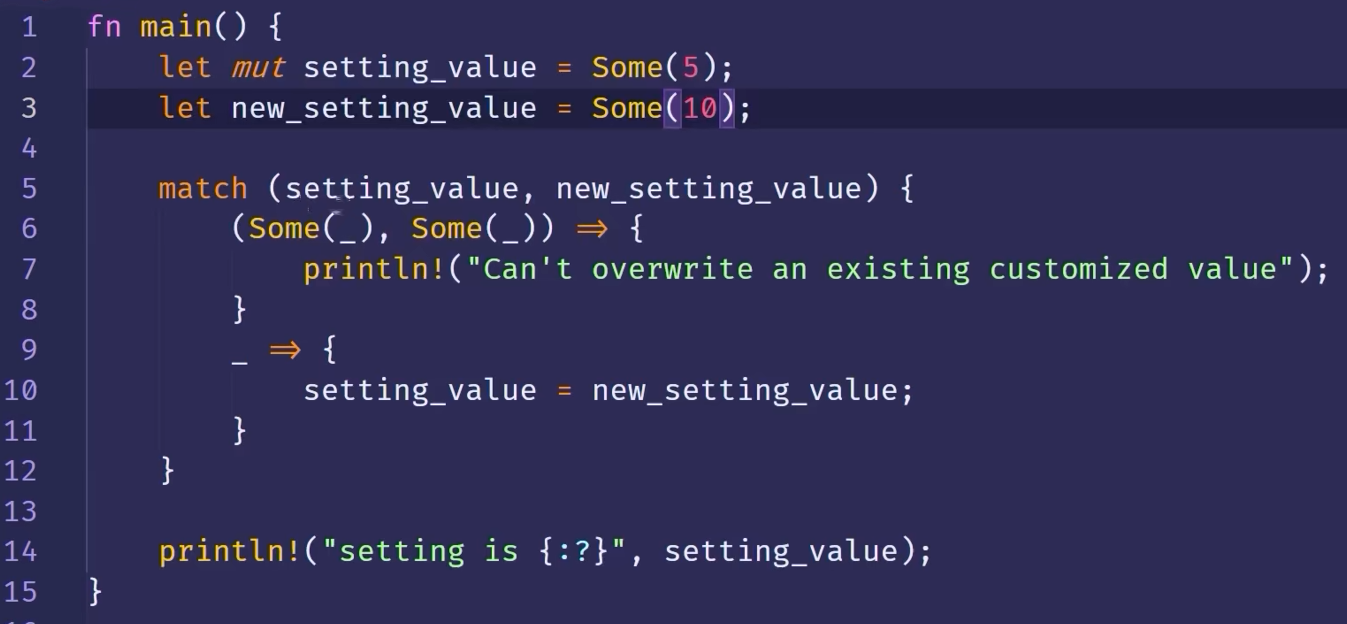 1 fn main() {
2 let mut setting_value = Some(5);
3 let new_setting_value = Some(10);
4
5 match (setting_value, new_setting_value) {
6 (Some(_), Some(_)) => {
7 println!("Can't overwrite an existing customized value");
8 }
9 _ => {
10 setting_value = new_setting_value;
11 }
12 }
13
14 println!("setting is {:?}", setting_value);
15 }